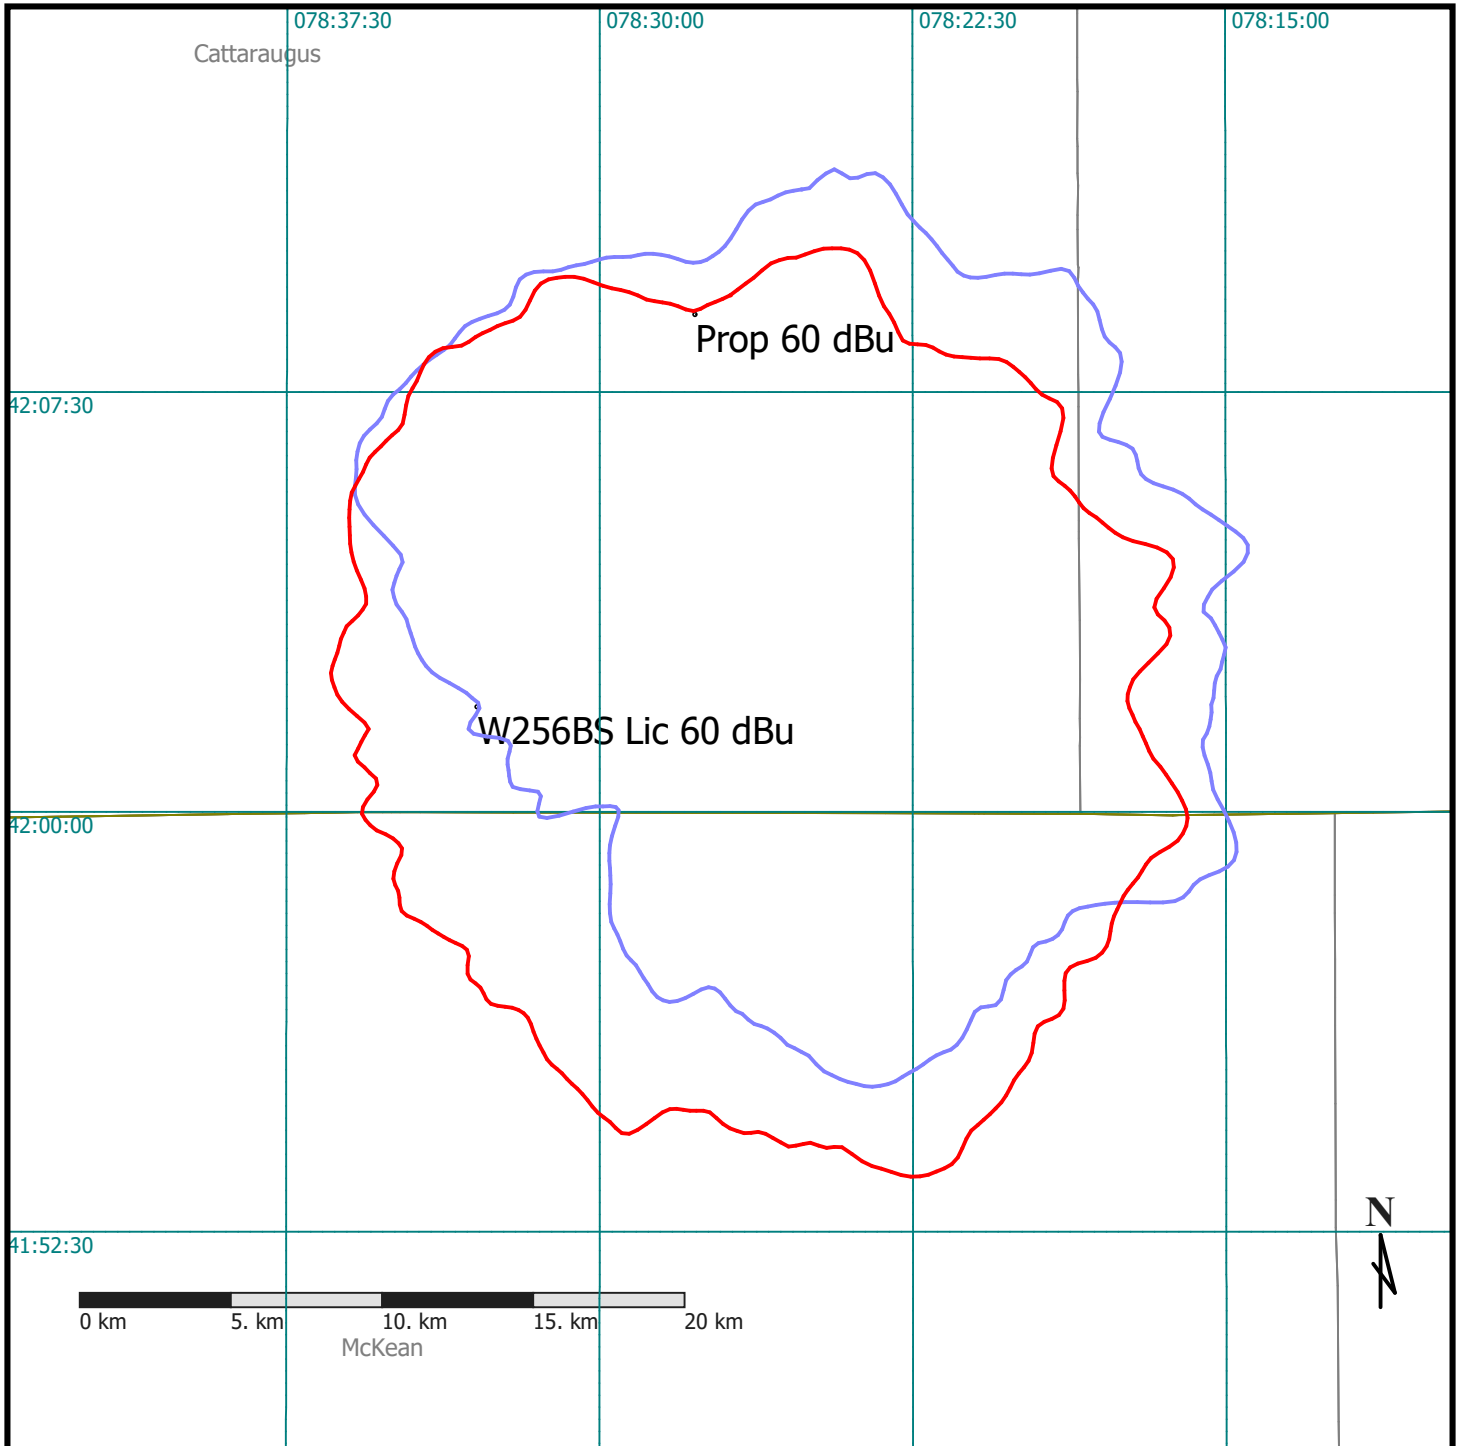 078:37:30
078:30:00
078:22:30
078:15:00
Cattaraugus
Prop 60 dBu
42:07:30
W256BS Lic 60 dBu
42:00:00
N
41:52:30
0 km
5. km
10. km
15. km
20 km
McKean